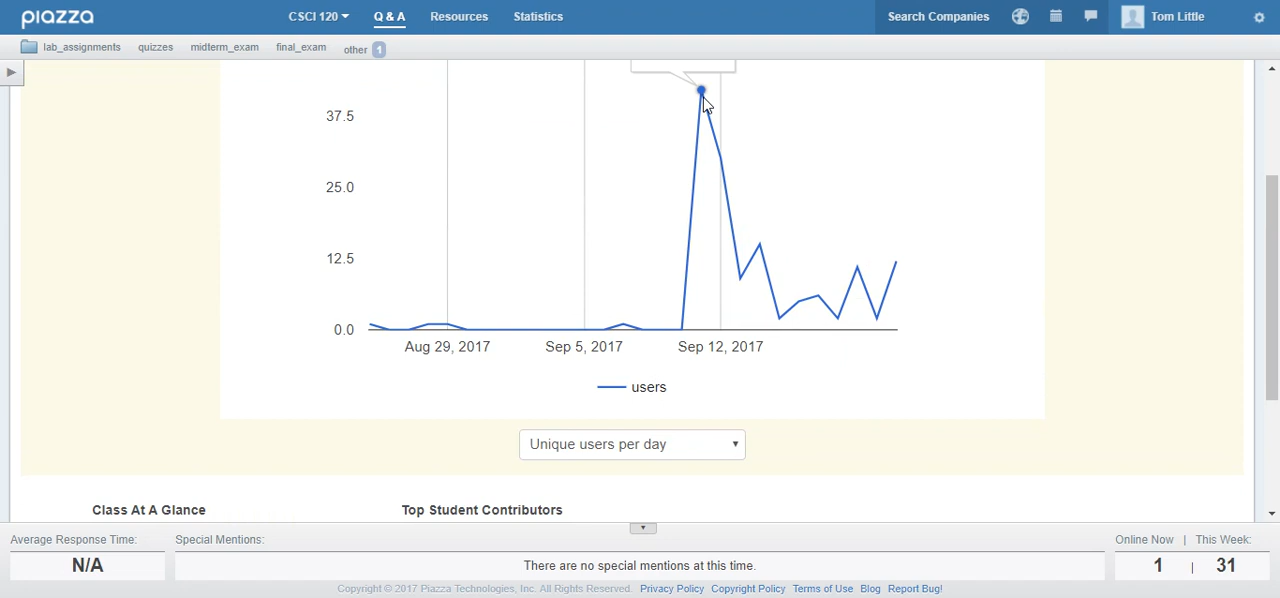 piazza
CSCI 120 Q & A Resources Statistics Search Companies Tom Little
lab_assignments quizzes midterm_exam final_exam other 1
37.5
25.0
12.5
0.0
Aug 29, 2017 Sep 5, 2017 Sep 12, 2017
users
Unique users per day
Class At A Glance Top Student Contributors
Average Response Time: Special Mentions: Online Now | This Week:
N/A There are no special mentions at this time. 1 | 31
Copyright © 2017 Piazza Technologies, Inc. All Rights Reserved. Privacy Policy Copyright Policy Terms of Use Blog Report Bug!